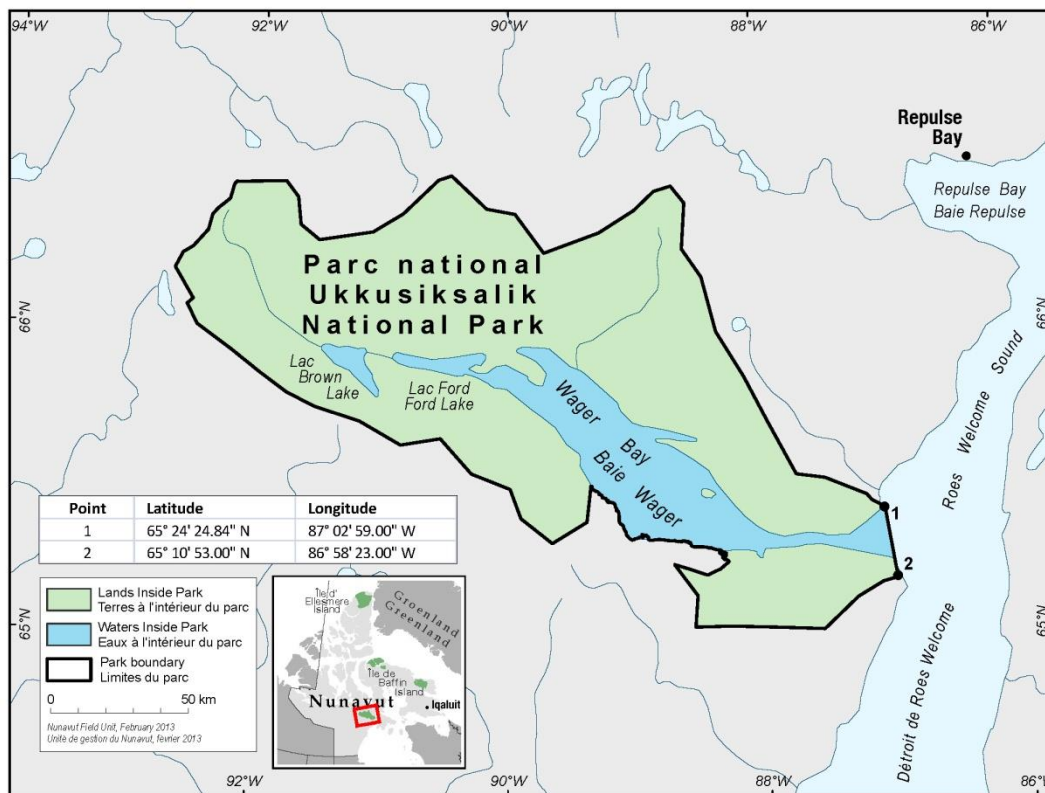 94°W
92°W
90°W
88°W
86°W
Repulse
Bay
Repulse Bay
Baie Repulse
Parc national
Ukkusiksalik
National Park
66°N
66°N
Lac
Brown
Lake
Lac Ford
Ford Lake
Wager Bay
Baie Wager
Roes Welcome Sound
Détroit de Roes Welcome
1
2
Point Latitude Longitude
1 65° 24' 24.84" N 87° 02' 59.00" W
2 65° 10' 53.00" N 86° 58' 23.00" W
65°N
65°N
Lands Inside Park
Terres à l'intérieur du parc
Waters Inside Park
Eaux à l'intérieur du parc
Park boundary
Limites du parc
0 50 km
Nunavut Field Unit, February 2013
Unité de gestion du Nunavut, février 2013
Île d'
Ellesmere
Island
Groenland
Greenland
Île de
Baffin
Island
Nunavut
Iqaluit
92°W
90°W
88°W
86°W